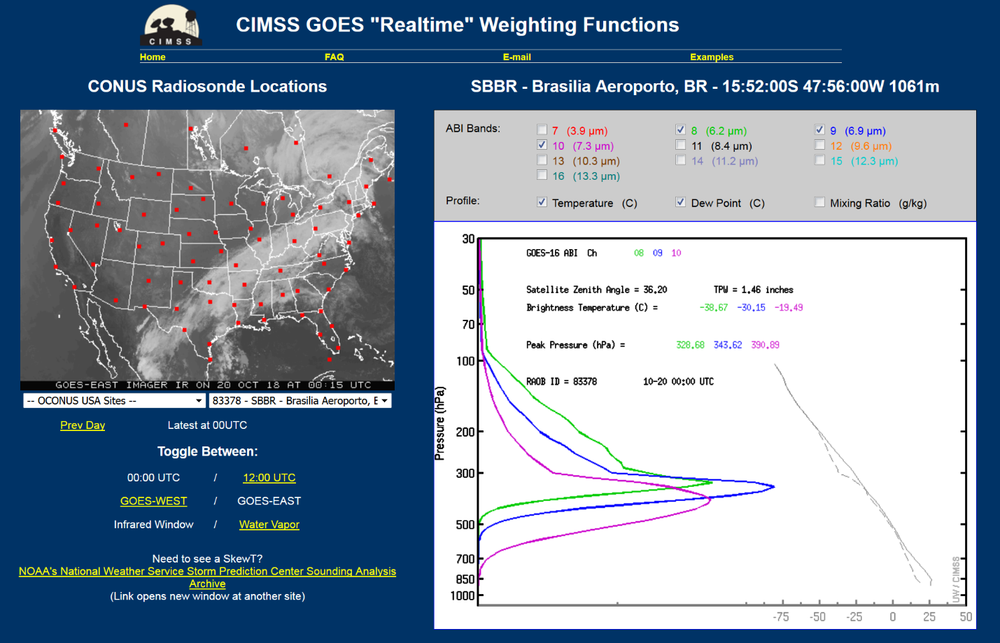 CIMSS
CIMSS GOES "Realtime" Weighting Functions
Home FAQ E-mail Examples
CONUS Radiosonde Locations
GOES-EAST IMAGER IR ON 20 OCT 18 AT 00:15 UTC
-- OCONUS USA Sites -- 83378 - SBBR - Brasilia Aeroporto, E
Prev Day Latest at 00UTC
Toggle Between:
00:00 UTC / 12:00 UTC
GOES-WEST / GOES-EAST
Infrared Window / Water Vapor
Need to see a SkewT?
NOAA's National Weather Service Storm Prediction Center Sounding Analysis
Archive
(Link opens new window at another site)
SBBR - Brasilia Aeroporto, BR - 15:52:00S 47:56:00W 1061m
ABI Bands: 7 (3.9 µm) 8 (6.2 µm) 9 (6.9 µm)
10 (7.3 µm) 11 (8.4 µm) 12 (9.6 µm)
13 (10.3 µm) 14 (11.2 µm) 15 (12.3 µm)
16 (13.3 µm)
Profile: Temperature (C) Dew Point (C) Mixing Ratio (g/kg)
GOES-16 ABI Ch 08 09 10
Satellite Zenith Angle = 36.20 TPW = 1.46 inches
Brightness Temperature (C) = -38.67 -30.15 -19.49
Peak Pressure (hPa) = 328.68 343.62 390.89
RAOB ID = 83378 10-20 00:00 UTC
Pressure (hPa)
30
50
70
100
200
300
500
700
850
1000
-75 -50 -25 0 25 50
UW / CIMSS